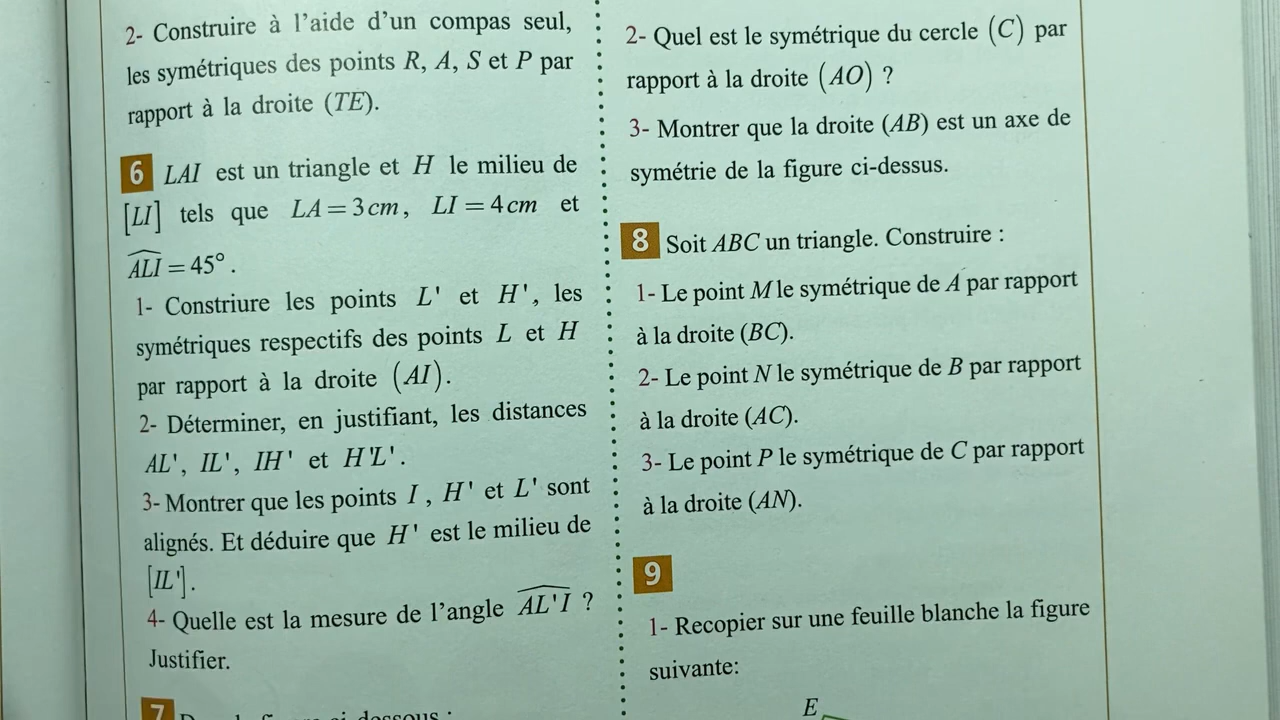 2- Construire à l'aide d'un compas seul,
les symétriques des points R, A, S et P par
rapport à la droite (TE).
6 LAI est un triangle et H le milieu de
[LI] tels que LA = 3 cm, LI = 4 cm et
ALI = 45° .
1- Constriure les points L' et H', les
symétriques respectifs des points L et H
par rapport à la droite (AI).
2- Déterminer, en justifiant, les distances
AL', IL', IH' et H'L'.
3- Montrer que les points I , H' et L' sont
alignés. Et déduire que H' est le milieu de
[IL'].
4- Quelle est la mesure de l'angle AL'I ?
Justifier.
7
2- Quel est le symétrique du cercle (C) par
rapport à la droite (AO) ?
3- Montrer que la droite (AB) est un axe de
symétrie de la figure ci-dessus.
8 Soit ABC un triangle. Construire :
1- Le point M le symétrique de A par rapport
à la droite (BC).
2- Le point N le symétrique de B par rapport
à la droite (AC).
3- Le point P le symétrique de C par rapport
à la droite (AN).
9
1- Recopier sur une feuille blanche la figure
suivante:
E